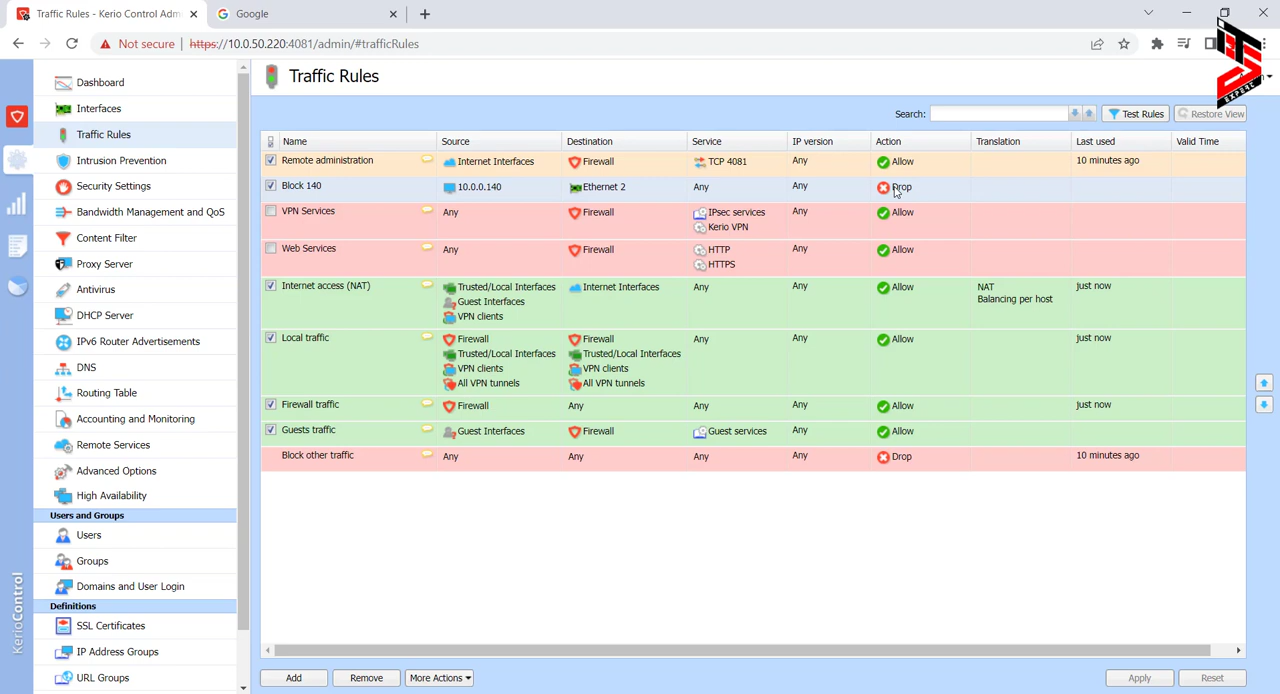 Traffic Rules - Kerio Control Adm
Google
Not secure
https://10.0.50.220:4081/admin/#trafficRules
ITS
EXPERT
Dashboard
Interfaces
Traffic Rules
Intrusion Prevention
Security Settings
Bandwidth Management and QoS
Content Filter
Proxy Server
Antivirus
DHCP Server
IPv6 Router Advertisements
DNS
Routing Table
Accounting and Monitoring
Remote Services
Advanced Options
High Availability
Users and Groups
Users
Groups
Domains and User Login
Definitions
SSL Certificates
IP Address Groups
URL Groups
KerioControl
Traffic Rules
Search:
Test Rules
Restore View
Name Source Destination Service IP version Action Translation Last used Valid Time
Remote administration Internet Interfaces Firewall TCP 4081 Any Allow 10 minutes ago
Block 140 10.0.0.140 Ethernet 2 Any Any Drop
VPN Services Any Firewall IPsec services Any Allow
Kerio VPN
Web Services Any Firewall HTTP Any Allow
HTTPS
Internet access (NAT) Trusted/Local Interfaces Internet Interfaces Any Any Allow NAT just now
Guest Interfaces Balancing per host
VPN clients
Local traffic Firewall Firewall Any Any Allow just now
Trusted/Local Interfaces Trusted/Local Interfaces
VPN clients VPN clients
All VPN tunnels All VPN tunnels
Firewall traffic Firewall Any Any Any Allow just now
Guests traffic Guest Interfaces Firewall Guest services Any Allow
Block other traffic Any Any Any Any Drop 10 minutes ago
Add
Remove
More Actions
Apply
Reset